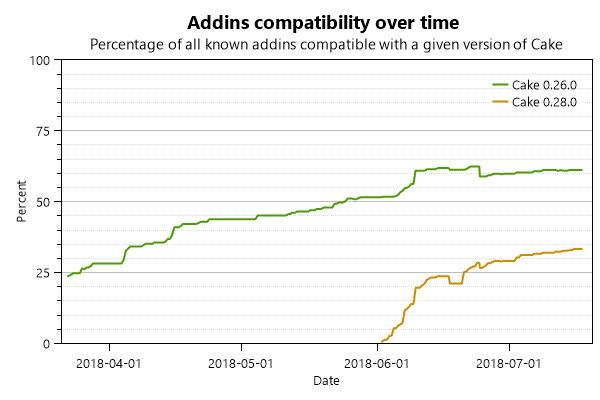 Addins compatibility over time
Percentage of all known addins compatible with a given version of Cake
100
75
50
25
0
Percent
Cake 0.26.0
Cake 0.28.0
2018-04-01
2018-05-01
2018-06-01
2018-07-01
Date